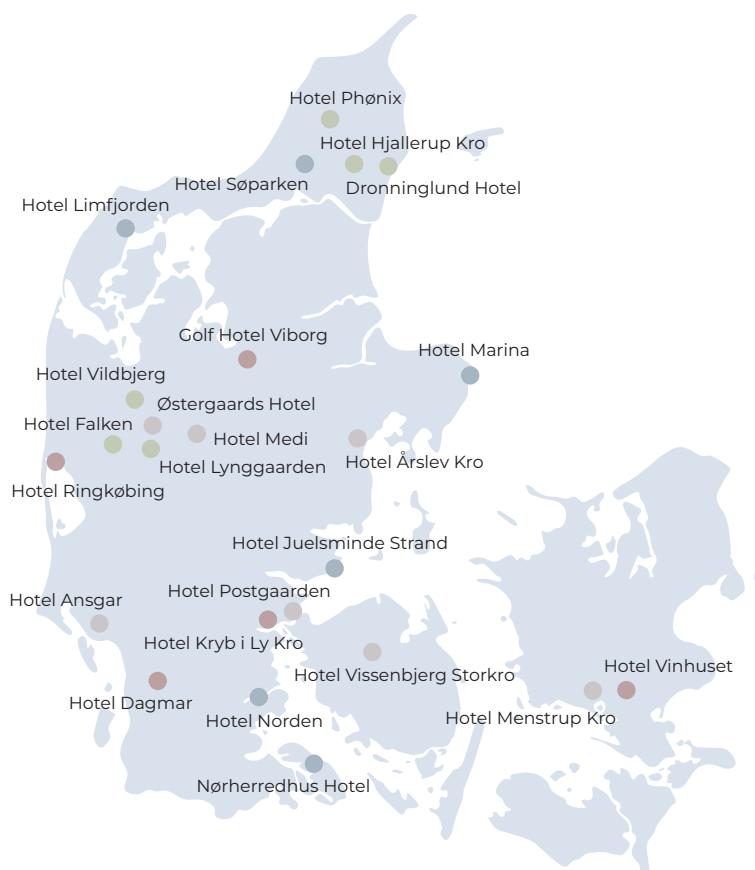 Hotel Phønix
Hotel Hjallerup Kro
Hotel Søparken
Dronninglund Hotel
Hotel Limfjorden
Golf Hotel Viborg
Hotel Marina
Hotel Vildbjerg
Østergaards Hotel
Hotel Falken
Hotel Medi
Hotel Årslev Kro
Hotel Lynggaarden
Hotel Ringkøbing
Hotel Juelsminde Strand
Hotel Postgaarden
Hotel Ansgar
Hotel Kryb i Ly Kro
Hotel Vinhuset
Hotel Vissenbjerg Storkro
Hotel Dagmar
Hotel Menstrup Kro
Hotel Norden
Nørherredhus Hotel